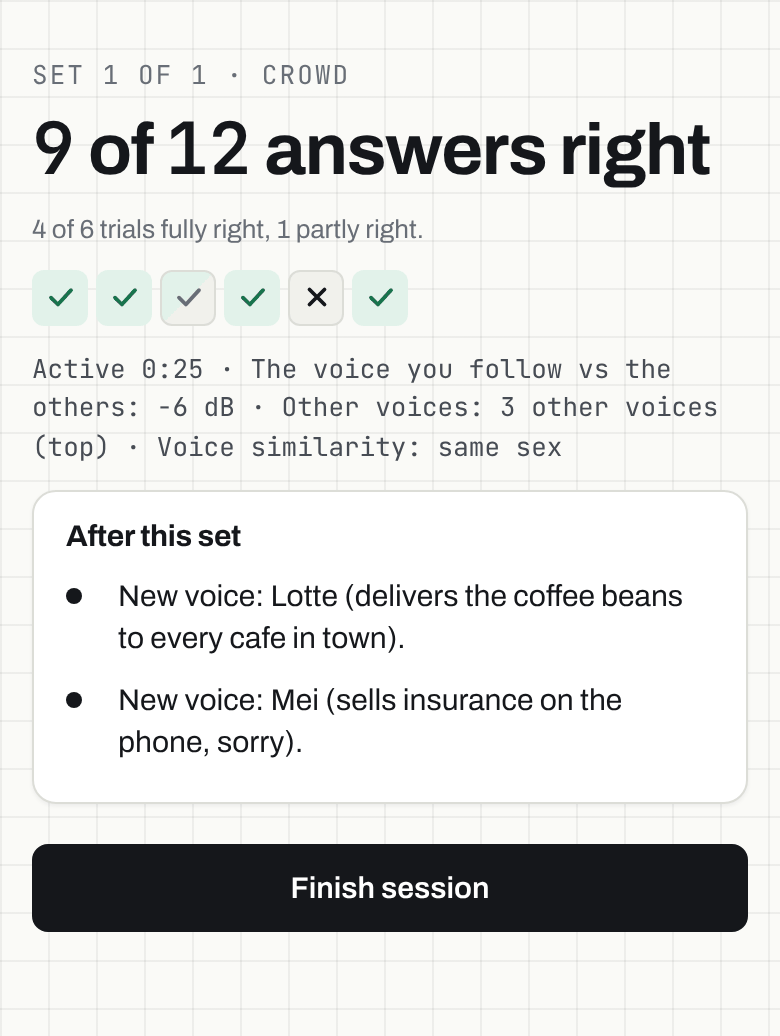 SET 1 OF 1 · CROWD
9 of 12 answers right
4 of 6 trials fully right, 1 partly right.
Active 0:25 · The voice you follow vs the
others: -6 dB · Other voices: 3 other voices
(top) · Voice similarity: same sex
After this set
New voice: Lotte (delivers the coffee beans
to every cafe in town).
New voice: Mei (sells insurance on the
phone, sorry).
Finish session